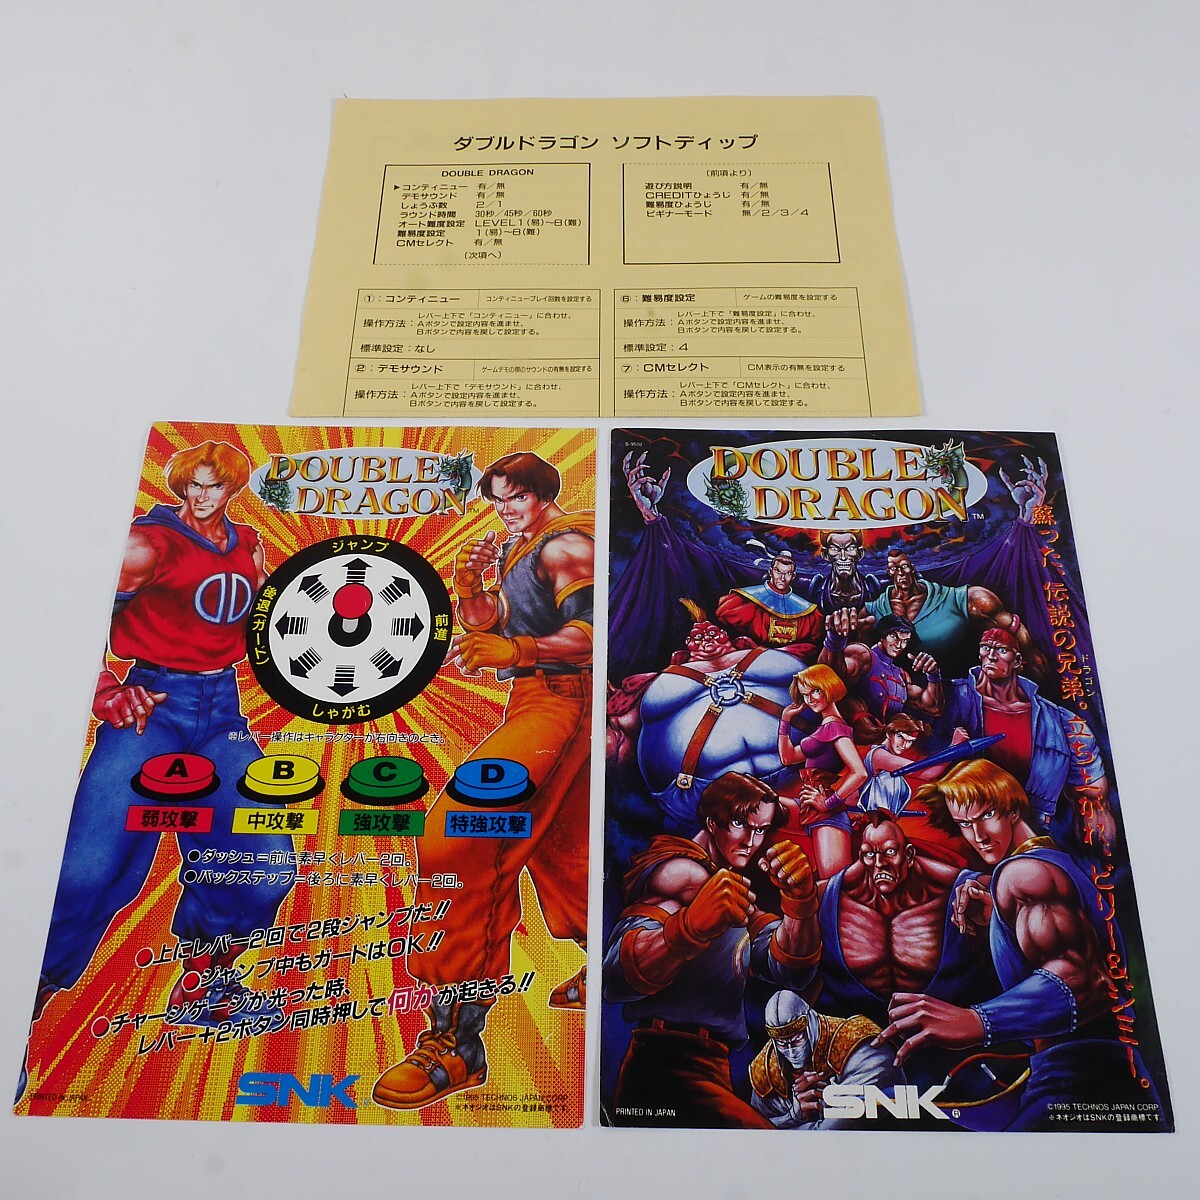 ダブルドラゴン ソフトディップ
DOUBLE DRAGON
▶コンティニュー 有/無
デモサウンド 有/無
しょうぶ数 2/1
ラウンド時間 30秒/45秒/60秒
オート難度設定 LEVEL1(易)~8(難)
難易度設定 1(易)~8(難)
CMセレクト 有/無
(次項へ)
(前項より)
遊び方説明 有/無
CREDITひょうじ 有/無
難易度ひょうじ 有/無
ビギナーモード 無/2/3/4
①:コンティニュー コンティニュープレイ回数を設定する
操作方法:レバー上下で「コンティニュー」に合わせ、
Aボタンで設定内容を進ませ、
Bボタンで内容を戻して設定する。
標準設定:なし
②:デモサウンド ゲームデモの際のサウンドの有無を設定する
操作方法:レバー上下で「デモサウンド」に合わせ、
Aボタンで設定内容を進ませ、
Bボタンで内容を戻して設定する。
⑥:難易度設定 ゲームの難易度を設定する
操作方法:レバー上下で「難易度設定」に合わせ、
Aボタンで設定内容を進ませ、
Bボタンで内容を戻して設定する。
標準設定:4
⑦:CMセレクト CM表示の有無を設定する
操作方法:レバー上下で「CMセレクト」に合わせ、
Aボタンで設定内容を進ませ、
Bボタンで内容を戻して設定する。
DOUBLE
DRAGON
ジャンプ
後退(ガード)
前進
しゃがむ
※レバー操作はキャラクターが右向きのとき。
A
B
C
D
弱攻撃
中攻撃
強攻撃
特強攻撃
●ダッシュ=前に素早くレバー2回。
●バックステップ=後ろに素早くレバー2回。
●上にレバー2回で2段ジャンプだ!!
●ジャンプ中もガードはOK!!
●チャージゲージが光った時、
レバー+2ボタン同時押しで何かが起きる!!
SNK
PRINTED IN JAPAN
©1995 TECHNOS JAPAN CORP.
※ネオジオはSNKの登録商標です。
S-9502
DOUBLE
DRAGON™
蘇った、伝説の兄弟。立ち上がれ、ビリー&ジミー。
ドラゴン
SNK®
PRINTED IN JAPAN
©1995 TECHNOS JAPAN CORP.
※ネオジオはSNKの登録商標です。